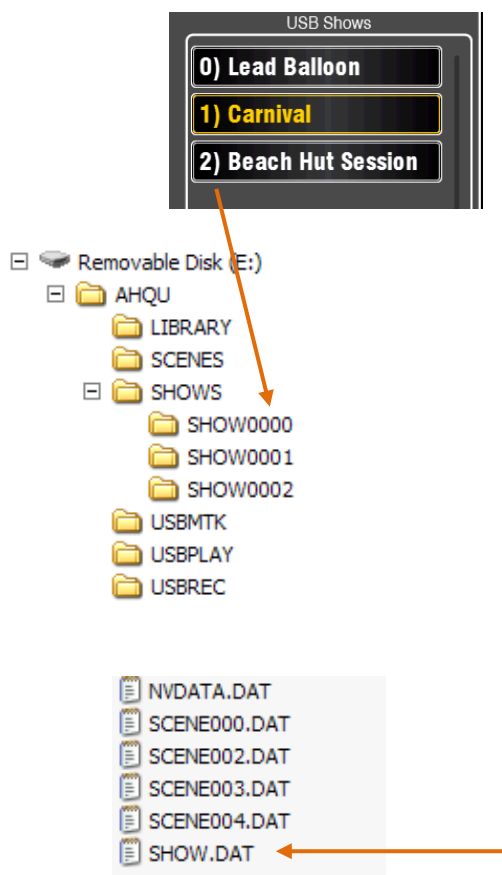 USB Shows
0) Lead Balloon
1) Carnival
2) Beach Hut Session
Removable Disk (E:)
AHQU
LIBRARY
SCENES
SHOWS
SHOW0000
SHOW0001
SHOW0002
USBMTK
USBPLAY
USBREC
NVDATA.DAT
SCENE000.DAT
SCENE002.DAT
SCENE003.DAT
SCENE004.DAT
SHOW.DAT